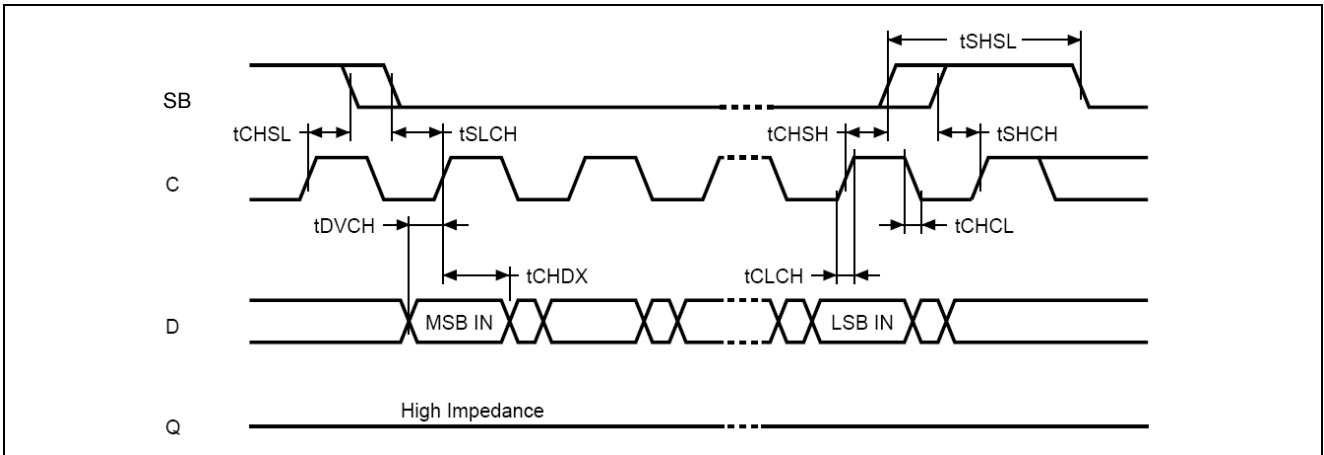 tSHSL
SB
tCHSL
tSLCH
tCHSH
tSHCH
C
tDVCH
tCHCL
tCHDX
tCLCH
D
MSB IN
LSB IN
High Impedance
Q